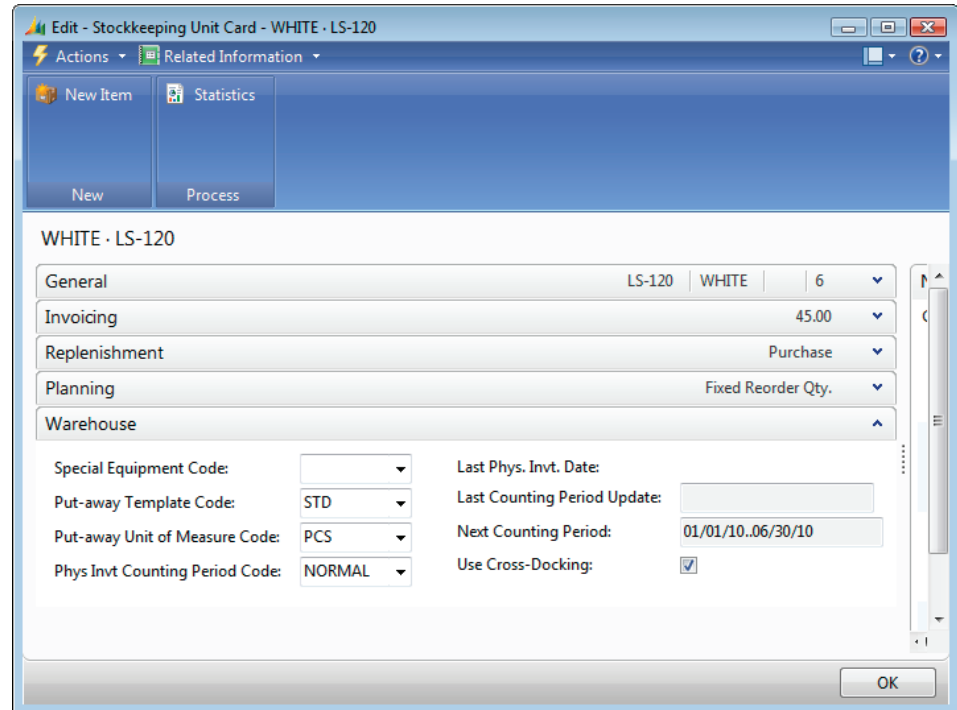 Edit - Stockkeeping Unit Card - WHITE · LS-120
Actions Related Information
New Item Statistics
New Process
WHITE · LS-120
General LS-120 WHITE 6
Invoicing 45.00
Replenishment Purchase
Planning Fixed Reorder Qty.
Warehouse
Special Equipment Code: Last Phys. Invt. Date:
Put-away Template Code: STD Last Counting Period Update:
Put-away Unit of Measure Code: PCS Next Counting Period: 01/01/10..06/30/10
Phys Invt Counting Period Code: NORMAL Use Cross-Docking:
OK